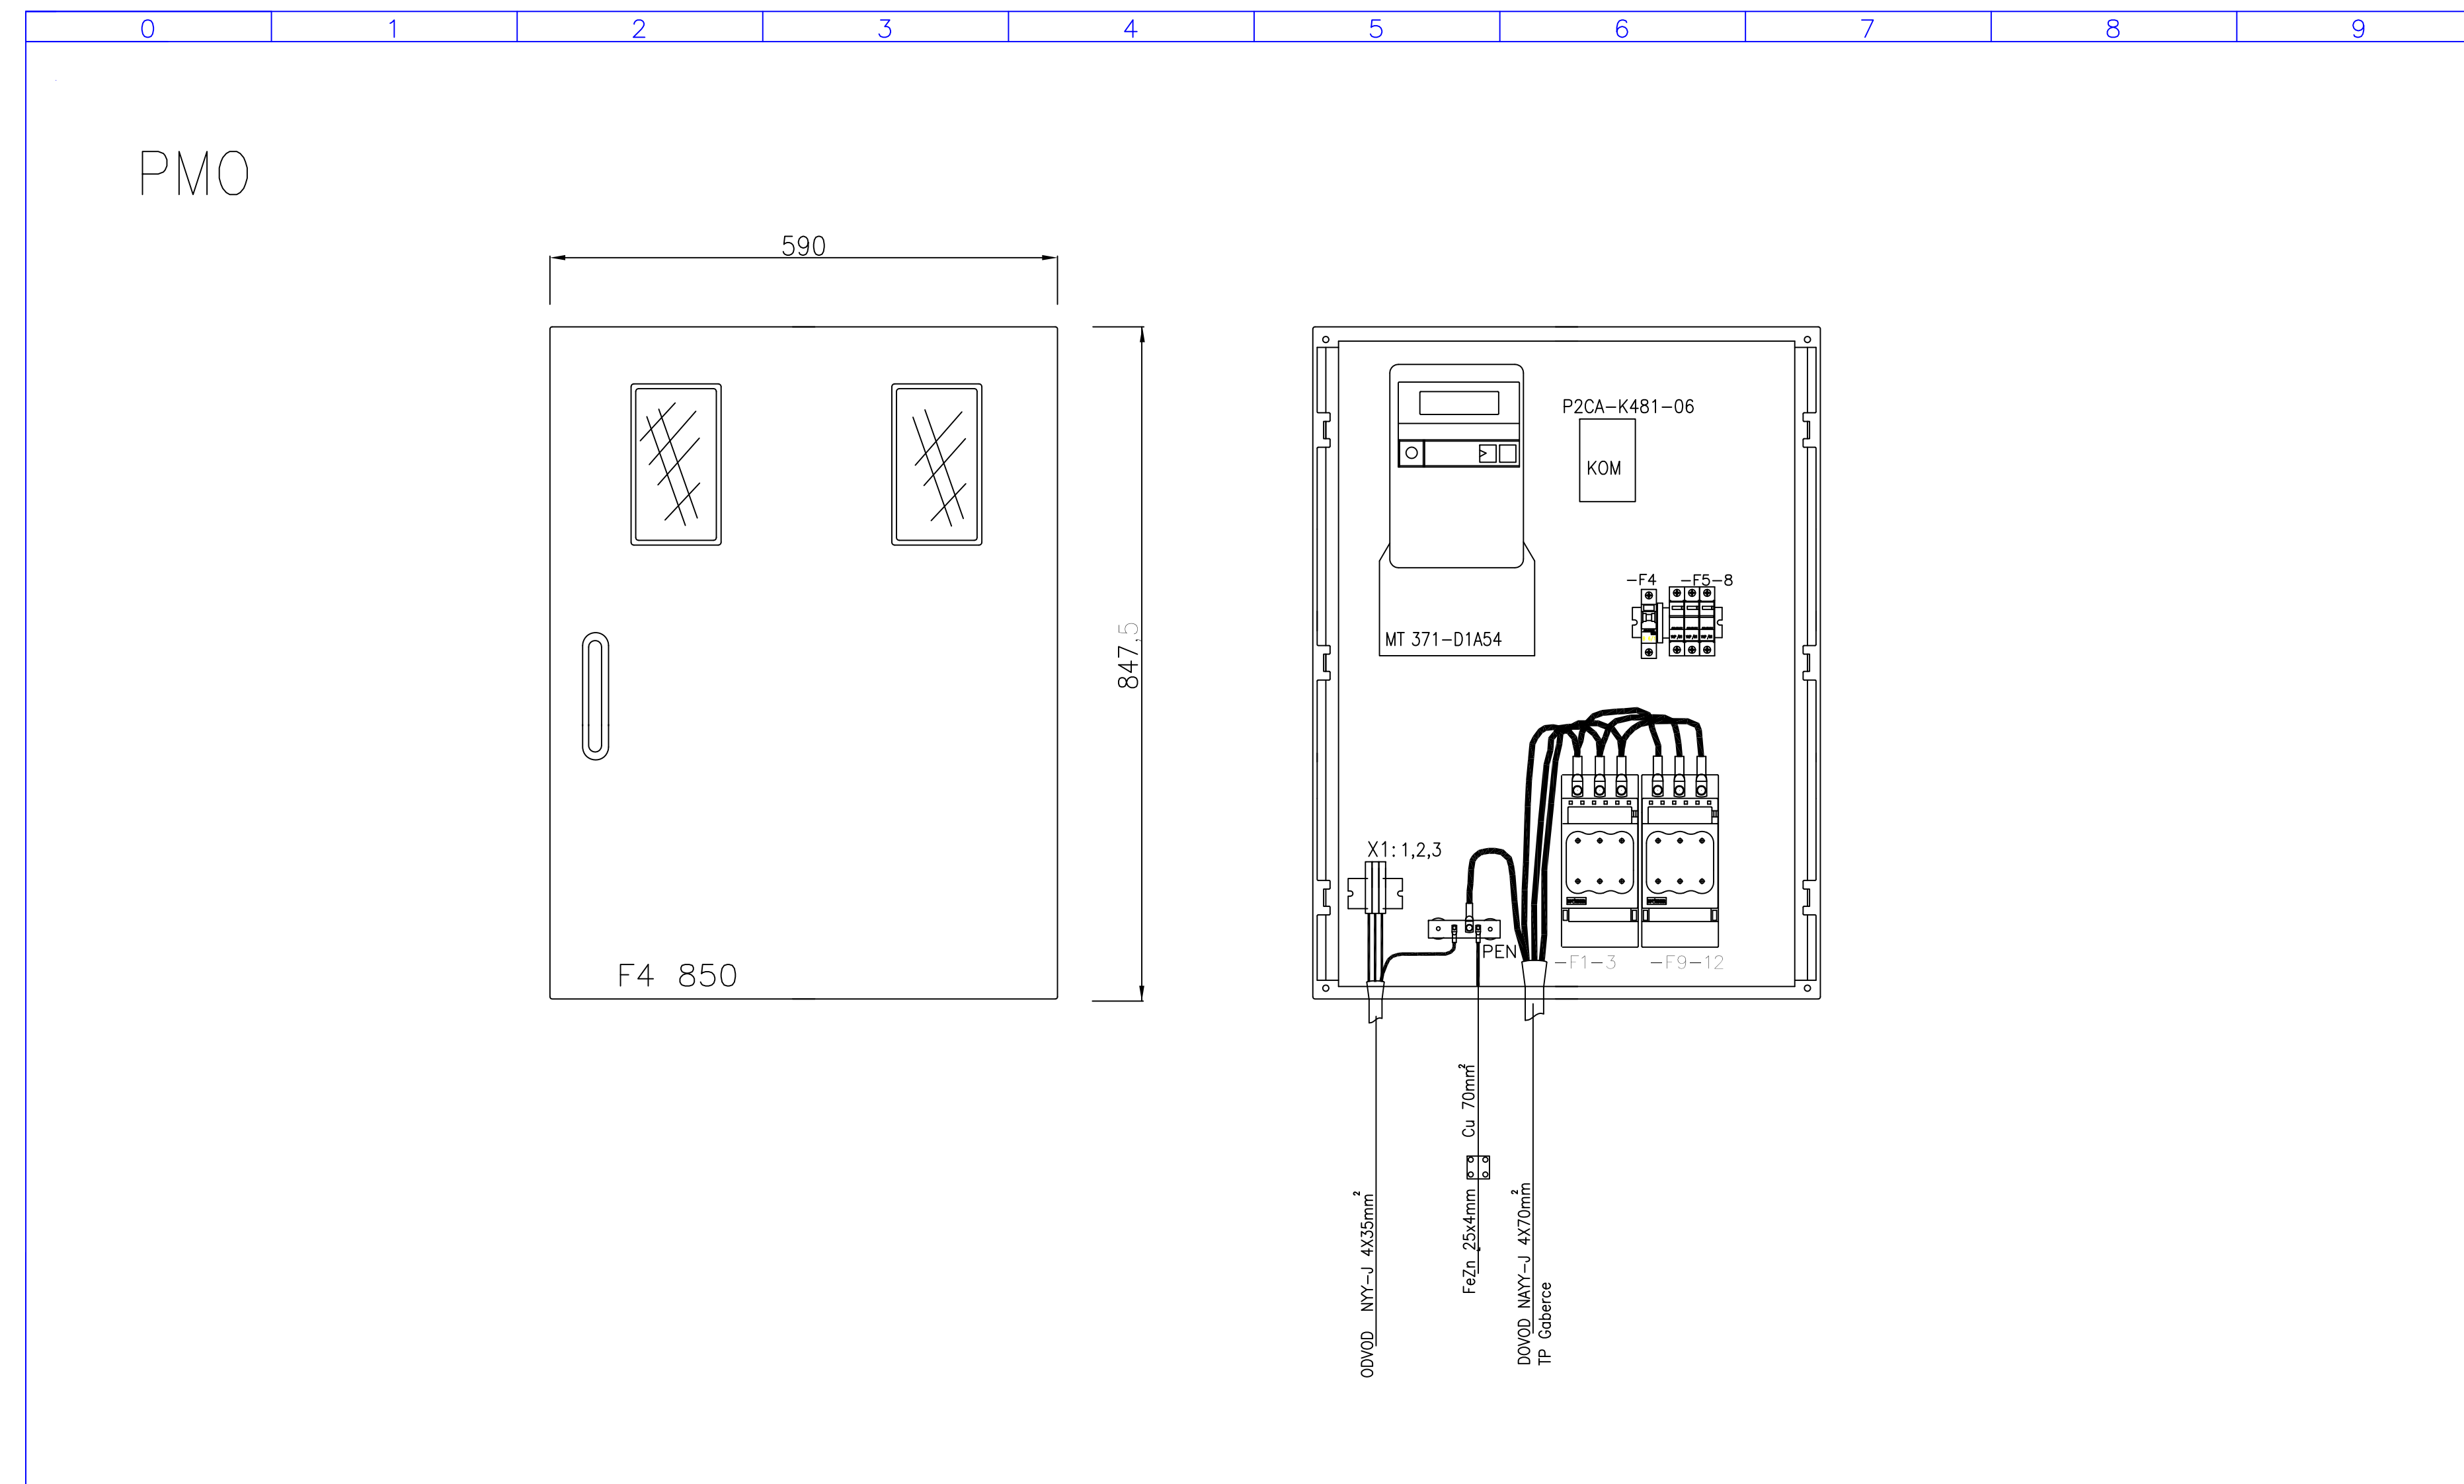 0 1 2 3 4 5 6 7 8 9
PMO
590
847,5
F4 850
P2CA-K481-06
KOM
-F4 -F5-8
MT 371-D1A54
X1:1,2,3
PEN
-F1-3 -F9-12
ODVOD NYY-J 4X35mm²
Cu 70mm²
FeZn 25x4mm
DOVOD NAYY-J 4X70mm²
TP Gaberce